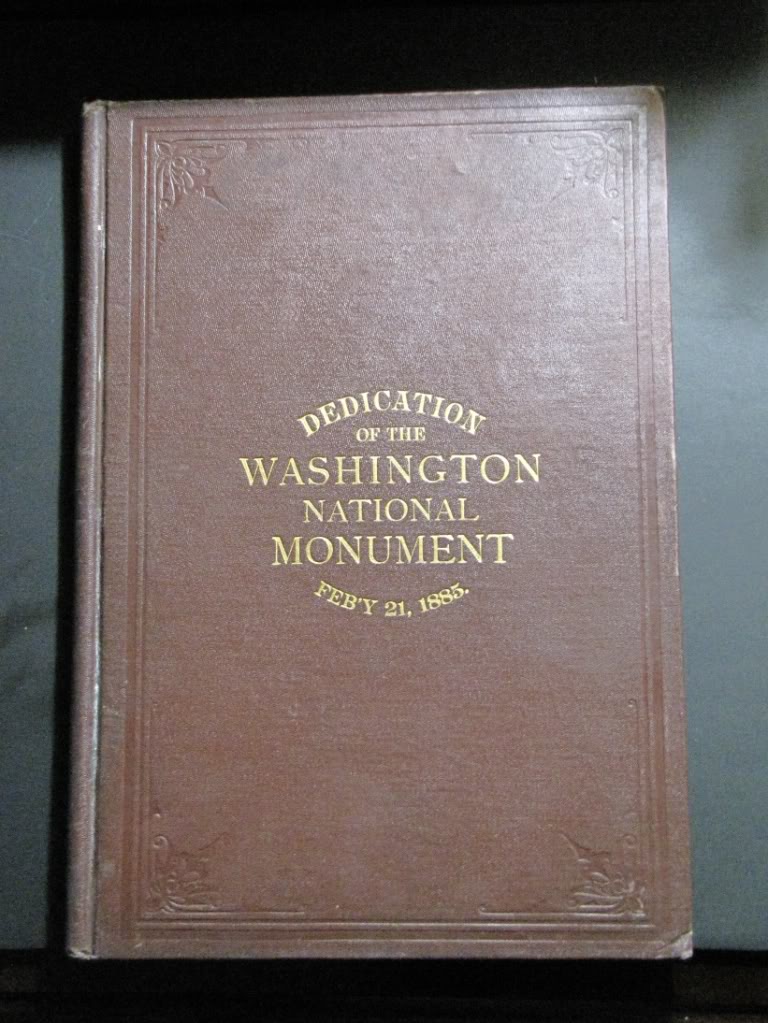 DEDICATION
OF THE
WASHINGTON
NATIONAL
MONUMENT
FEB'Y 21, 1885.